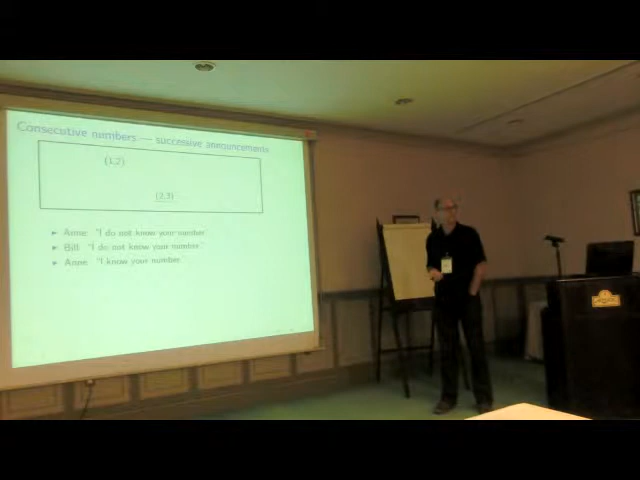 Consecutive numbers — successive announcements
(1,2)
(2,3)
▸ Anne: "I do not know your number."
▸ Bill: "I do not know your number."
▸ Anne: "I know your number."